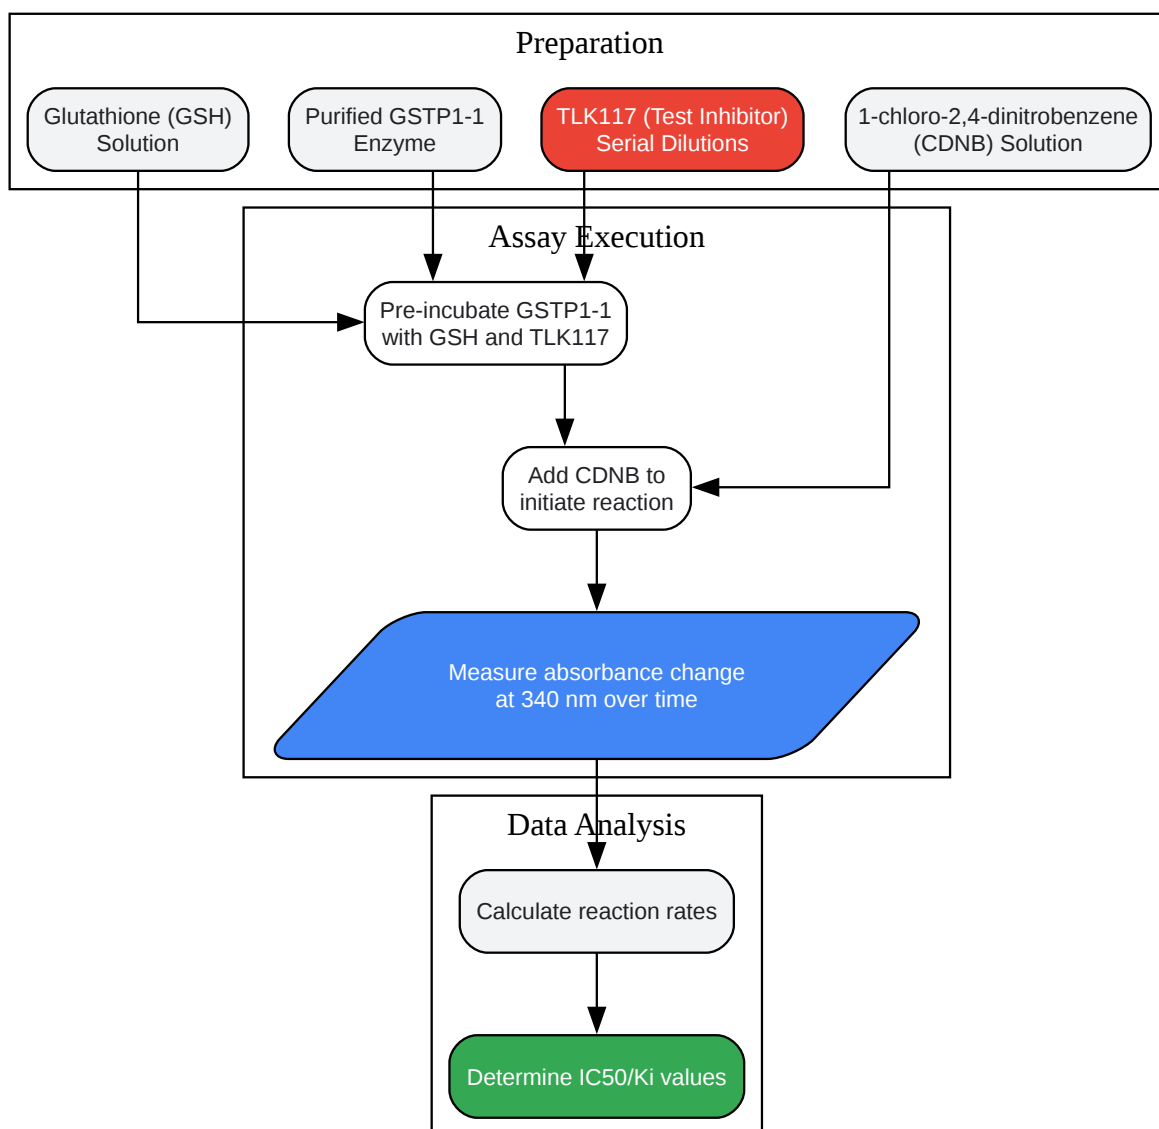 Preparation
Glutathione (GSH)
Solution
Purified GSTP1-1
Enzyme
TLK117 (Test Inhibitor)
Serial Dilutions
1-chloro-2,4-dinitrobenzene
(CDNB) Solution
Assay Execution
Pre-incubate GSTP1-1
with GSH and TLK117
Add CDNB to
initiate reaction
Measure absorbance change
at 340 nm over time
Data Analysis
Calculate reaction rates
Determine IC50/Ki values